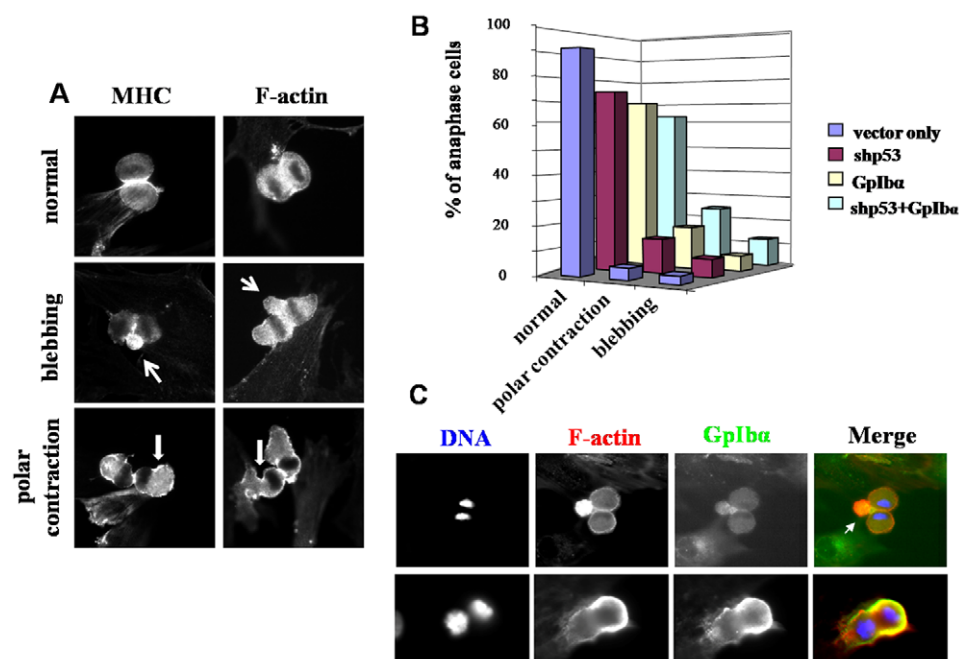 A
MHC
F-actin
normal
blebbing
polar
contraction
B
% of anaphase cells
100
80
60
40
20
0
normal
polar contraction
blebbing
vector only
shp53
GpIbα
shp53+GpIbα
C
DNA
F-actin
GpIbα
Merge